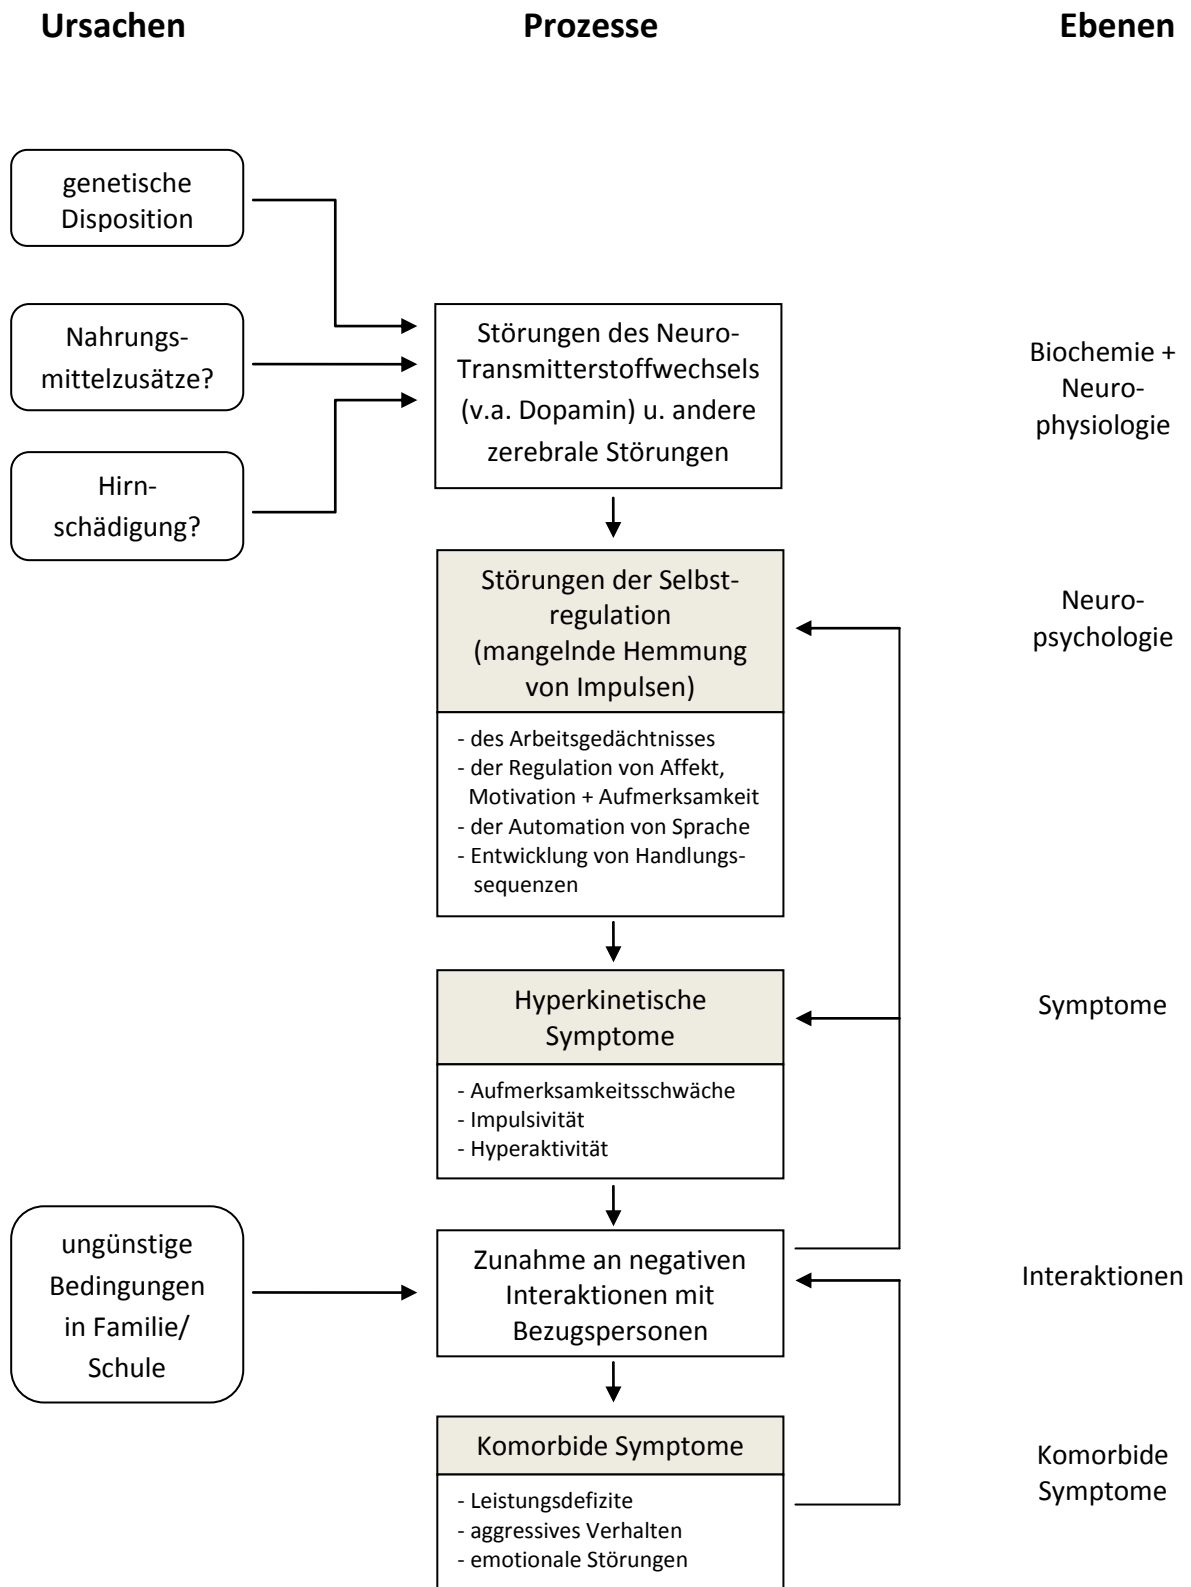 Ursachen
Prozesse
Ebenen
genetische
Disposition
Nahrungs-
mittelzusätze?
Hirn-
schädigung?
Störungen des Neuro-
Transmitterstoffwechsels
(v.a. Dopamin) u. andere
zerebrale Störungen
Biochemie +
Neuro-
physiologie
Störungen der Selbst-
regulation
(mangelnde Hemmung
von Impulsen)
- des Arbeitsgedächtnisses
- der Regulation von Affekt,
Motivation + Aufmerksamkeit
- der Automation von Sprache
- Entwicklung von Handlungs-
sequenzen
Neuro-
psychologie
Hyperkinetische
Symptome
- Aufmerksamkeitsschwäche
- Impulsivität
- Hyperaktivität
Symptome
ungünstige
Bedingungen
in Familie/
Schule
Zunahme an negativen
Interaktionen mit
Bezugspersonen
Interaktionen
Komorbide Symptome
- Leistungsdefizite
- aggressives Verhalten
- emotionale Störungen
Komorbide
Symptome